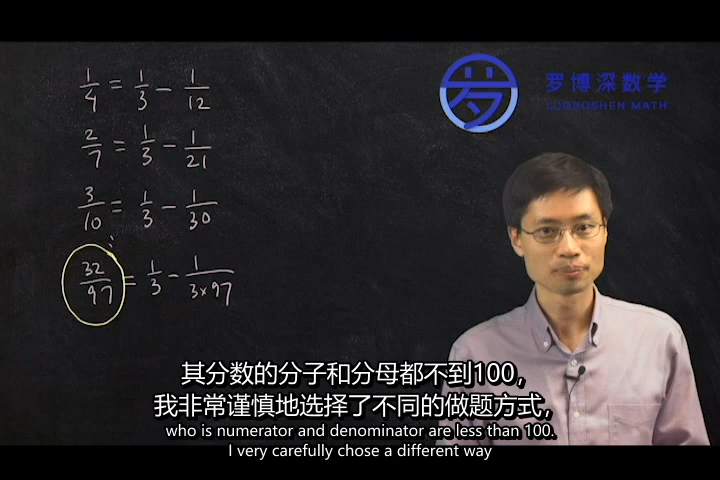 1/4 = 1/3 - 1/12
2/7 = 1/3 - 1/21
3/10 = 1/3 - 1/30
⋮
32/97 = 1/3 - 1/3×97
罗博深数学
LUOBOSHEN MATH
其分数的分子和分母都不到100，
我非常谨慎地选择了不同的做题方式，
who is numerator and denominator are less than 100.
I very carefully chose a different way